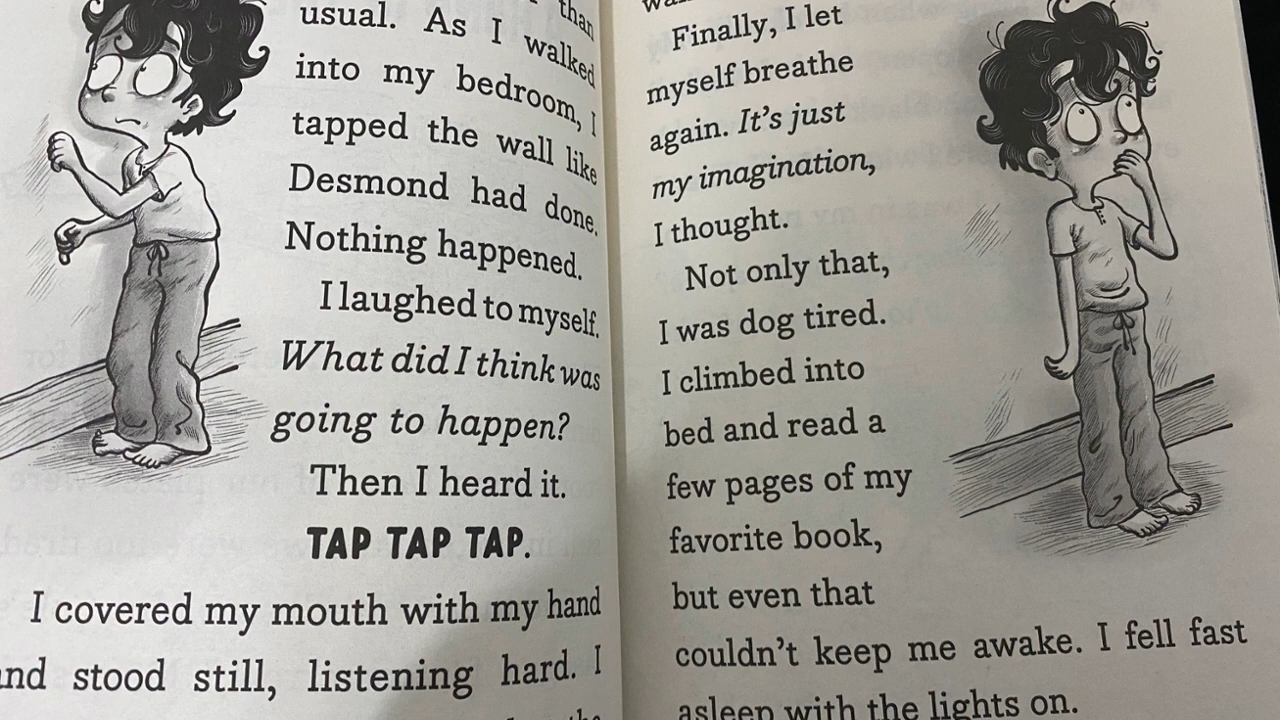 than
usual. As I walked
into my bedroom, I
tapped the wall like
Desmond had done.
Nothing happened.
I laughed to myself.
What did I think was
going to happen?
Then I heard it.
TAP TAP TAP.
I covered my mouth with my hand
and stood still, listening hard. I
the
Finally, I let
myself breathe
again. It's just
my imagination,
I thought.
Not only that,
I was dog tired.
I climbed into
bed and read a
few pages of my
favorite book,
but even that
couldn't keep me awake. I fell fast
asleep with the lights on.